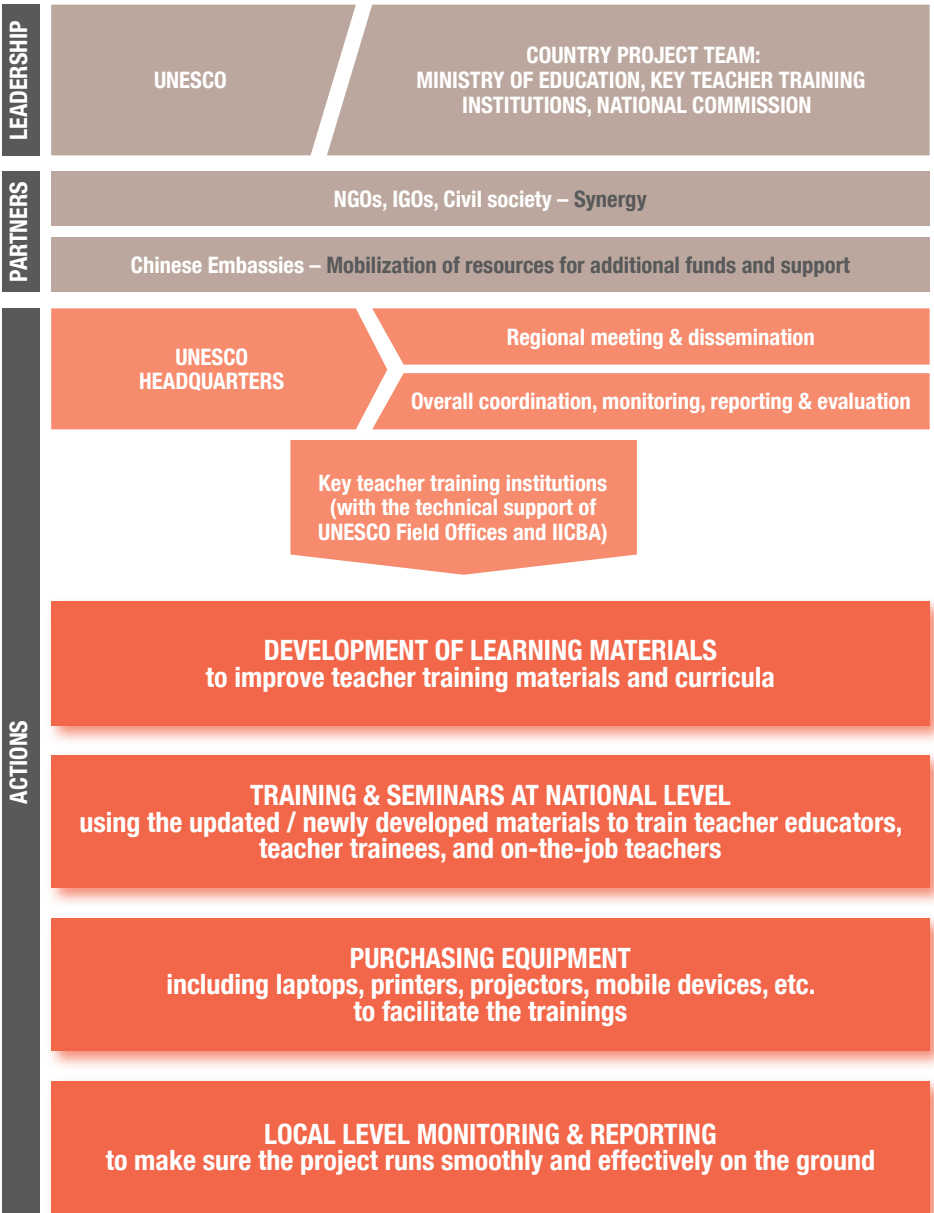 LEADERSHIP
UNESCO
COUNTRY PROJECT TEAM:
MINISTRY OF EDUCATION, KEY TEACHER TRAINING
INSTITUTIONS, NATIONAL COMMISSION
PARTNERS
NGOs, IGOs, Civil society – Synergy
Chinese Embassies – Mobilization of resources for additional funds and support
ACTIONS
UNESCO
HEADQUARTERS
Regional meeting & dissemination
Overall coordination, monitoring, reporting & evaluation
Key teacher training institutions
(with the technical support of
UNESCO Field Offices and IICBA)
DEVELOPMENT OF LEARNING MATERIALS
to improve teacher training materials and curricula
TRAINING & SEMINARS AT NATIONAL LEVEL
using the updated / newly developed materials to train teacher educators,
teacher trainees, and on-the-job teachers
PURCHASING EQUIPMENT
including laptops, printers, projectors, mobile devices, etc.
to facilitate the trainings
LOCAL LEVEL MONITORING & REPORTING
to make sure the project runs smoothly and effectively on the ground